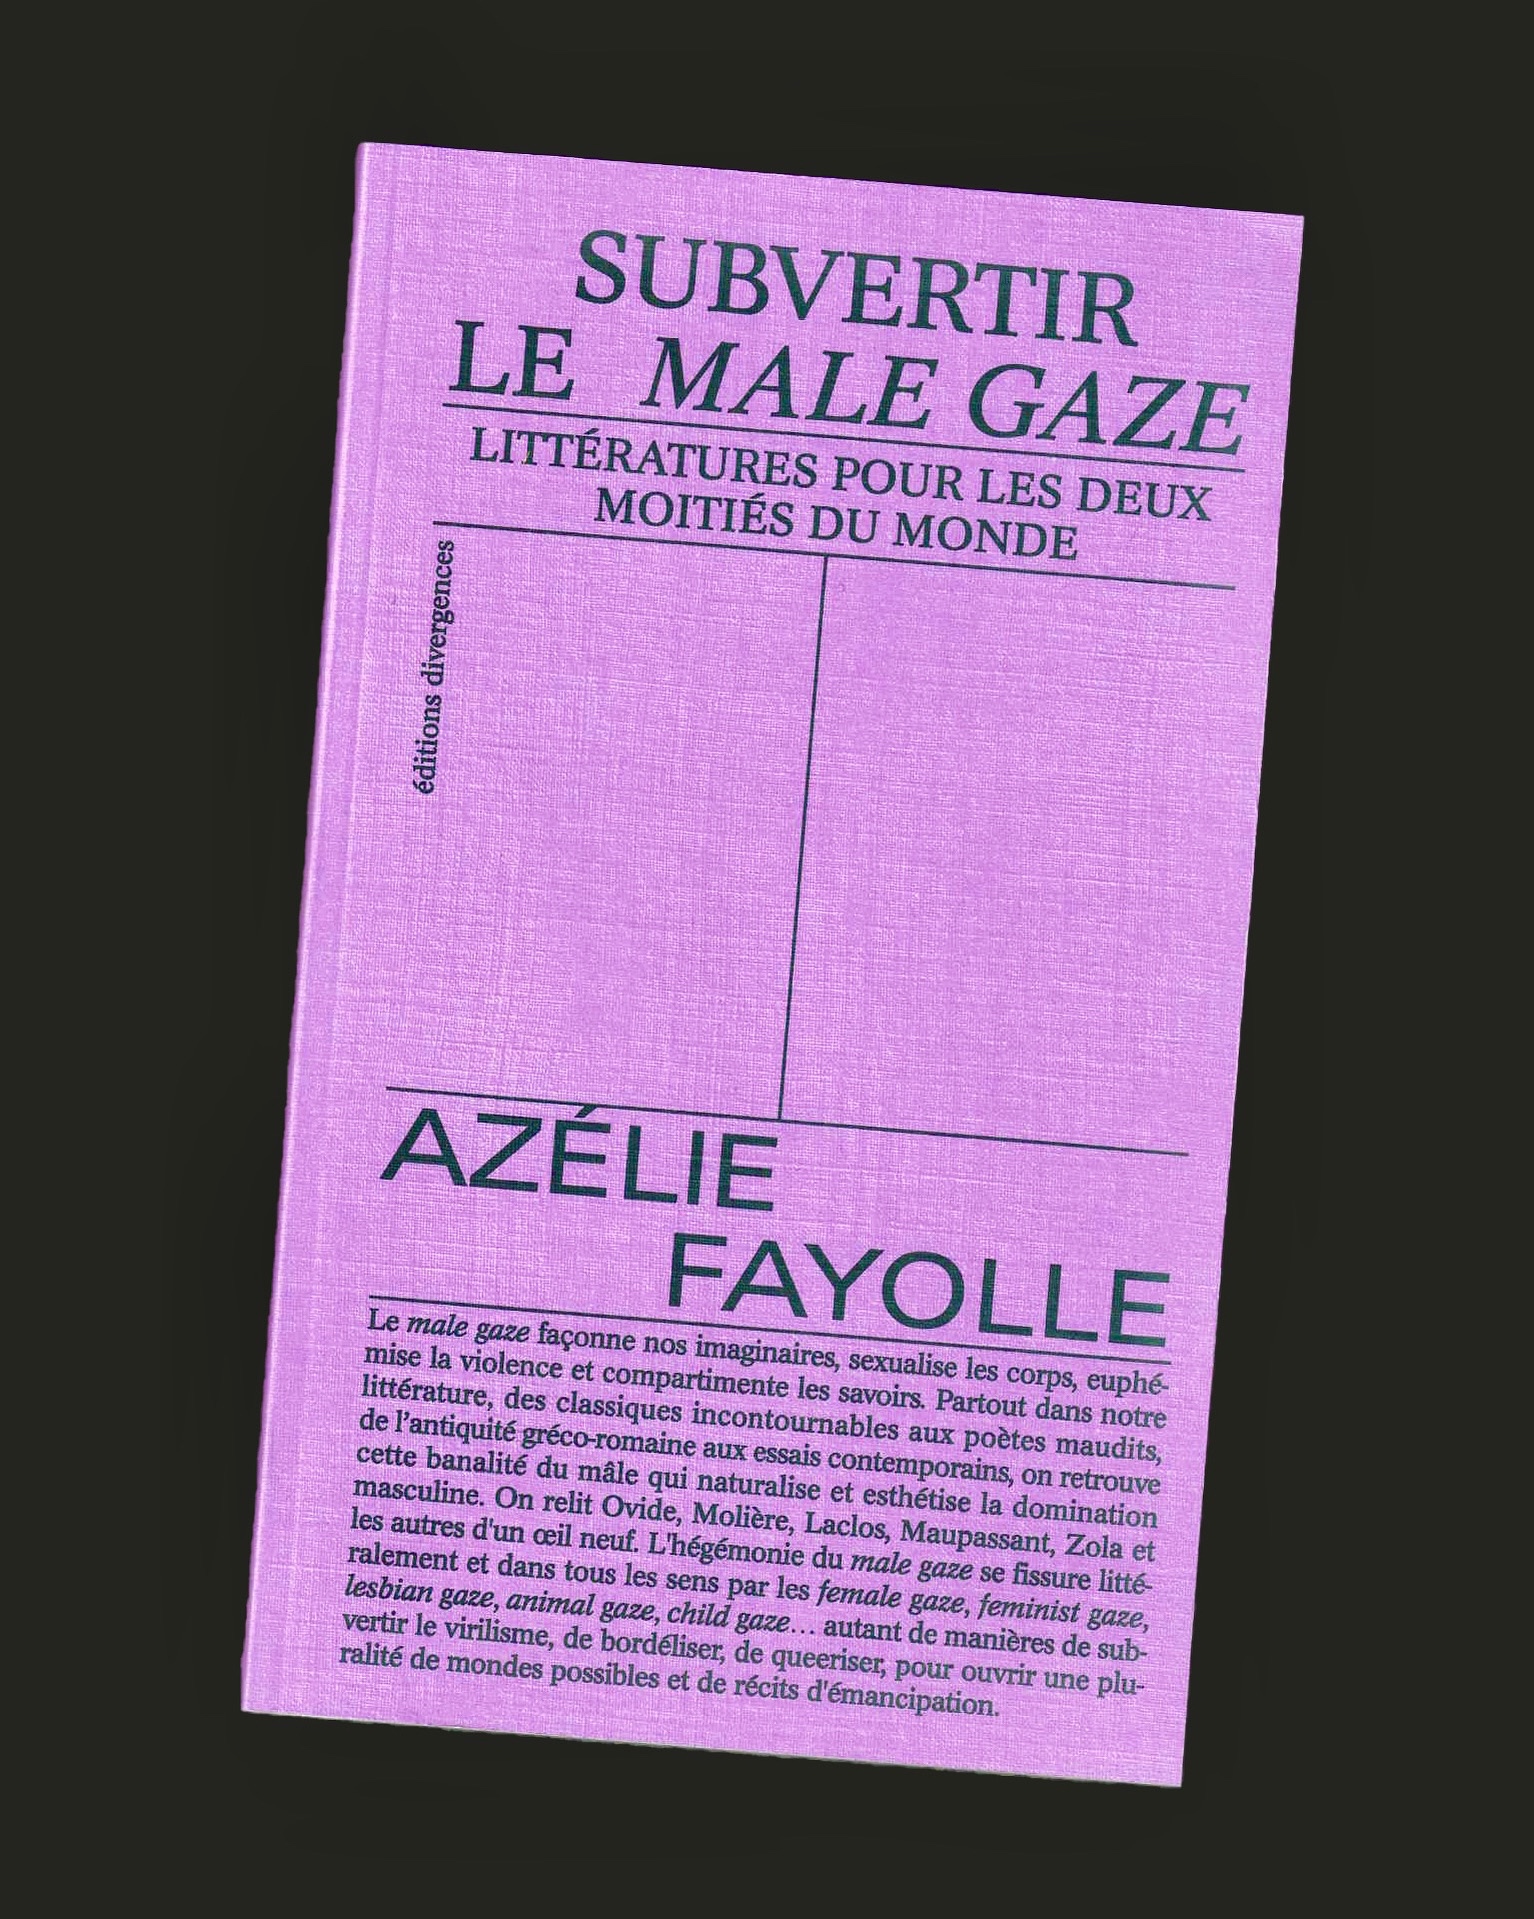 SUBVERTIR
LE MALE GAZE
LITTÉRATURES POUR LES DEUX
MOITIÉS DU MONDE
éditions divergences
AZÉLIE
FAYOLLE
Le male gaze façonne nos imaginaires, sexualise les corps, euphé-
mise la violence et compartimente les savoirs. Partout dans notre
littérature, des classiques incontournables aux poètes maudits,
de l’antiquité gréco-romaine aux essais contemporains, on retrouve
cette banalité du mâle qui naturalise et esthétise la domination
masculine. On relit Ovide, Molière, Laclos, Maupassant, Zola et
les autres d'un œil neuf. L'hégémonie du male gaze se fissure litté-
ralement et dans tous les sens par les female gaze, feminist gaze,
lesbian gaze, animal gaze, child gaze… autant de manières de sub-
vertir le virilisme, de bordéliser, de queeriser, pour ouvrir une plu-
ralité de mondes possibles et de récits d'émancipation.